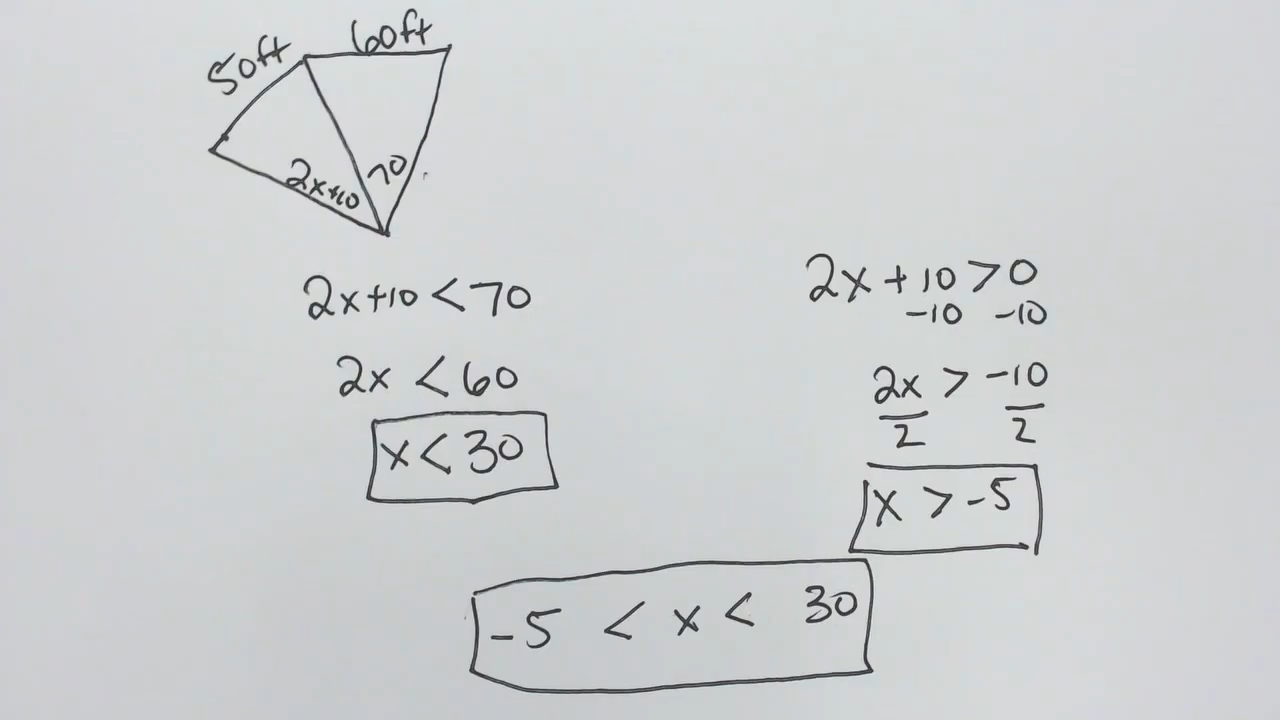 50ft
60ft
2x+10
70
2x+10 < 70
2x < 60
x < 30
2x + 10 > 0
-10 -10
2x > -10
2 2
x > -5
-5 < x < 30